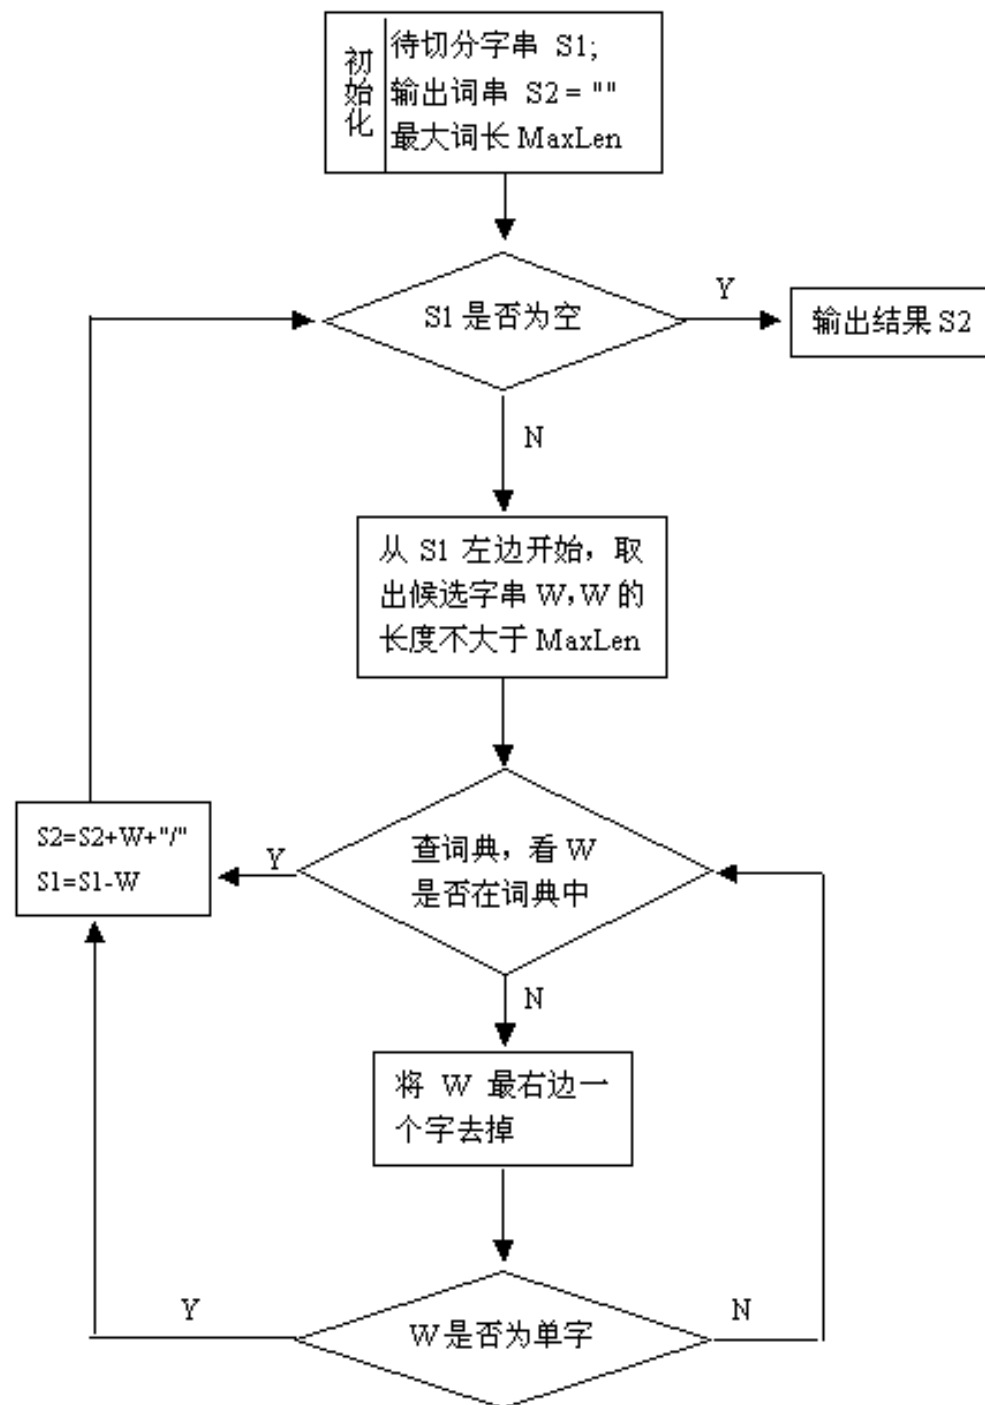 初始化
待切分字串 S1;
输出词串 S2 = ""
最大词长 MaxLen
S1 是否为空
Y
输出结果 S2
N
从 S1 左边开始，取
出候选字串 W，W 的
长度不大于 MaxLen
查词典，看 W
是否在词典中
Y
S2=S2+W+"/"
S1=S1-W
N
将 W 最右边一
个字去掉
W 是否为单字
Y
N